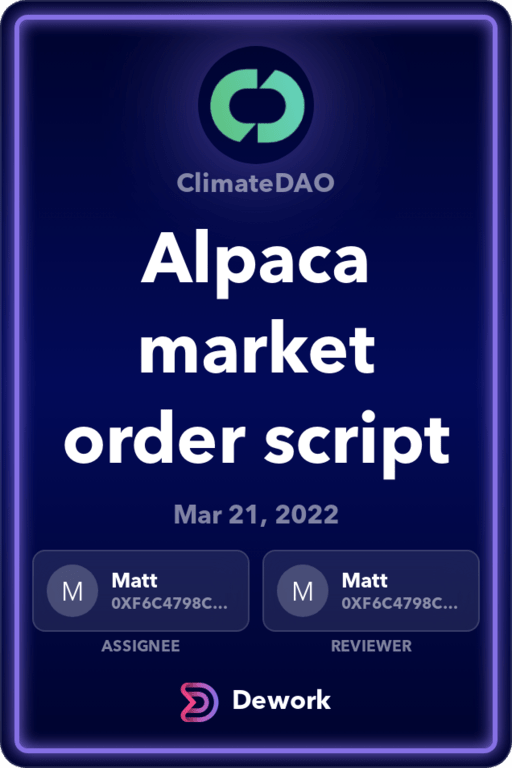 ClimateDAO
Alpaca
market
order script
Mar 21, 2022
M Matt
0XF6C4798C...
ASSIGNEE
M Matt
0XF6C4798C...
REVIEWER
Dework